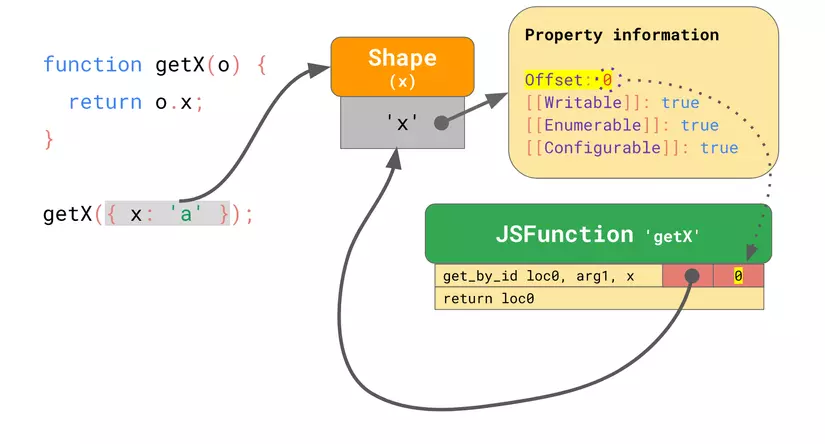 function getX(o) {
  return o.x;
}
getX({ x: 'a' });
Shape
(x)
'x'
Property information
Offset: 0
[[Writable]]: true
[[Enumerable]]: true
[[Configurable]]: true
JSFunction 'getX'
get_by_id loc0, arg1, x
0
return loc0